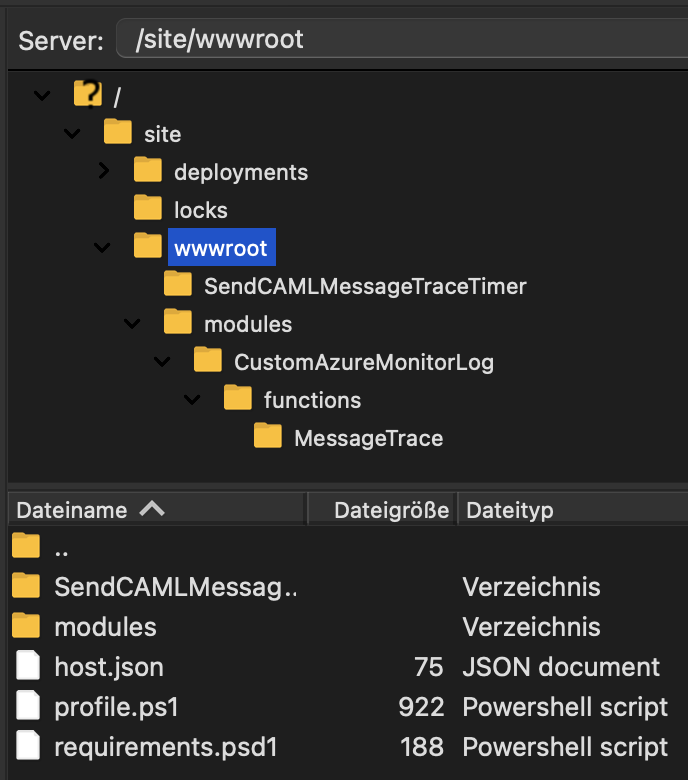 Server: /site/wwwroot
/
site
deployments
locks
wwwroot
SendCAMLMessageTraceTimer
modules
CustomAzureMonitorLog
functions
MessageTrace
Dateiname Dateigröße Dateityp
..
SendCAMLMessag.. Verzeichnis
modules Verzeichnis
host.json 75 JSON document
profile.ps1 922 Powershell script
requirements.psd1 188 Powershell script